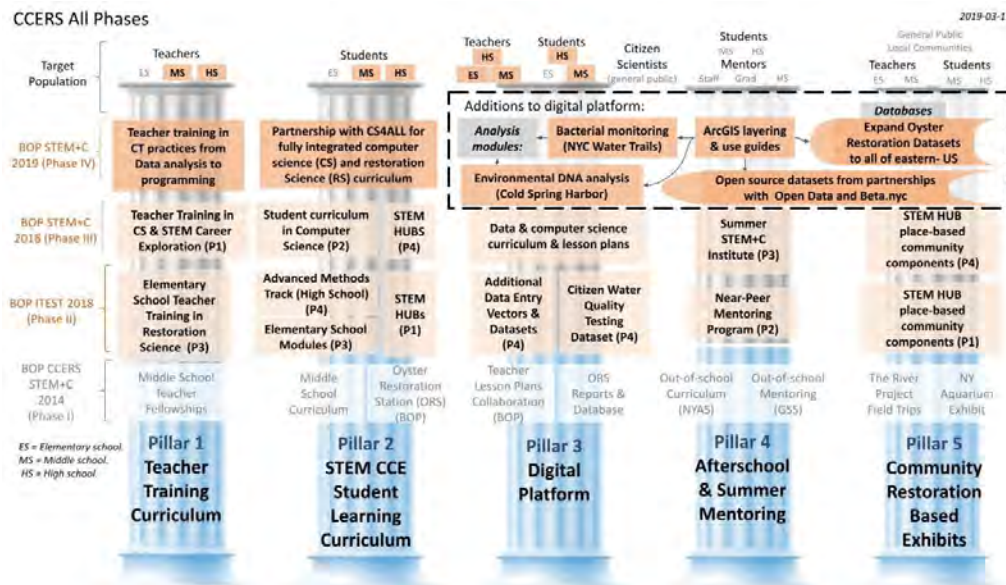 CCERS All Phases
2019-03-1
Target
Population
Teachers
ES MS HS
Students
ES MS HS
Teachers
HS
ES MS
Students
HS
ES MS
Citizen
Scientists
(general public)
Students
MS HS
Mentors
Staff Grad HS
General Public
Local Communities
Teachers
ES MS
Students
MS HS
BOP STEM+C
2019 (Phase IV)
Teacher training in
CT practices from
Data analysis to
programming
Partnership with CS4ALL for
fully integrated computer
science (CS) and restoration
Science (RS) curriculum
Additions to digital platform:
Analysis
modules:
Bacterial monitoring
(NYC Water Trails)
ArcGIS layering
& use guides
Databases
Expand Oyster
Restoration Datasets
to all of eastern- US
Environmental DNA analysis
(Cold Spring Harbor)
Open source datasets from partnerships
with Open Data and Beta.nyc
BOP STEM+C
2018 (Phase III)
Teacher Training in
CS & STEM Career
Exploration (P1)
Student curriculum
in Computer
Science (P2)
STEM
HUBS
(P4)
Data & computer science
curriculum & lesson plans
Summer
STEM+C
Institute (P3)
STEM HUB
place-based
community
components (P4)
BOP ITEST 2018
(Phase II)
Elementary
School Teacher
Training in
Restoration
Science (P3)
Advanced Methods
Track (High School)
(P4)
Elementary School
Modules (P3)
STEM
HUBs
(P1)
Additional
Data Entry
Vectors &
Datasets
(P4)
Citizen Water
Quality
Testing
Dataset (P4)
Near-Peer
Mentoring
Program (P2)
STEM HUB
place-based
community
components (P1)
BOP CCERS
STEM+C
2014
(Phase I)
Middle School
Teacher
Fellowships
Middle
School
Curriculum
Oyster
Restoration
Station (ORS)
(BOP)
Teacher
Lesson Plans
Collaboration
(BOP)
ORS
Reports &
Database
Out-of-school
Curriculum
(NYAS)
Out-of-school
Mentoring
(GSS)
The River
Project
Field Trips
NY
Aquarium
Exhibit
ES = Elementary school.
MS = Middle school.
HS = High school.
Pillar 1
Teacher
Training
Curriculum
Pillar 2
STEM CCE
Student
Learning
Curriculum
Pillar 3
Digital
Platform
Pillar 4
Afterschool
& Summer
Mentoring
Pillar 5
Community
Restoration
Based
Exhibits